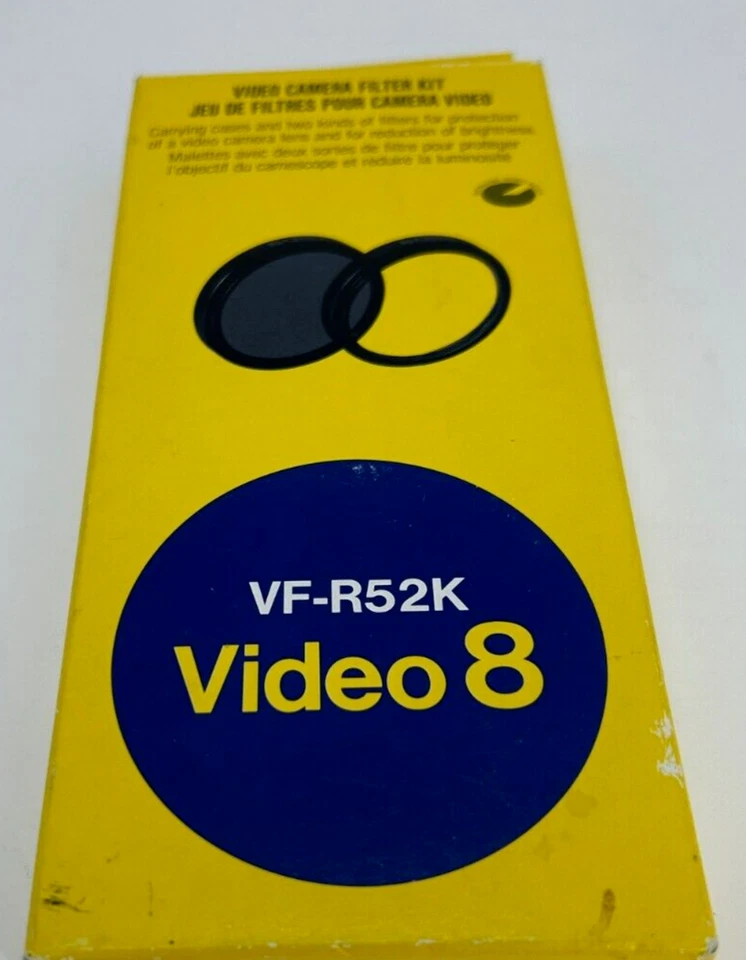 VIDEO CAMERA FILTER KIT
JEU DE FILTRES POUR CAMERA VIDEO
Carrying cases and two kinds of filters for protection
of a video camera lens and for reduction of brightness
Malettes avec deux sortes de filtre pour proteger
l'objectif du camescope et réduire la luminosité
VF-R52K
Video 8